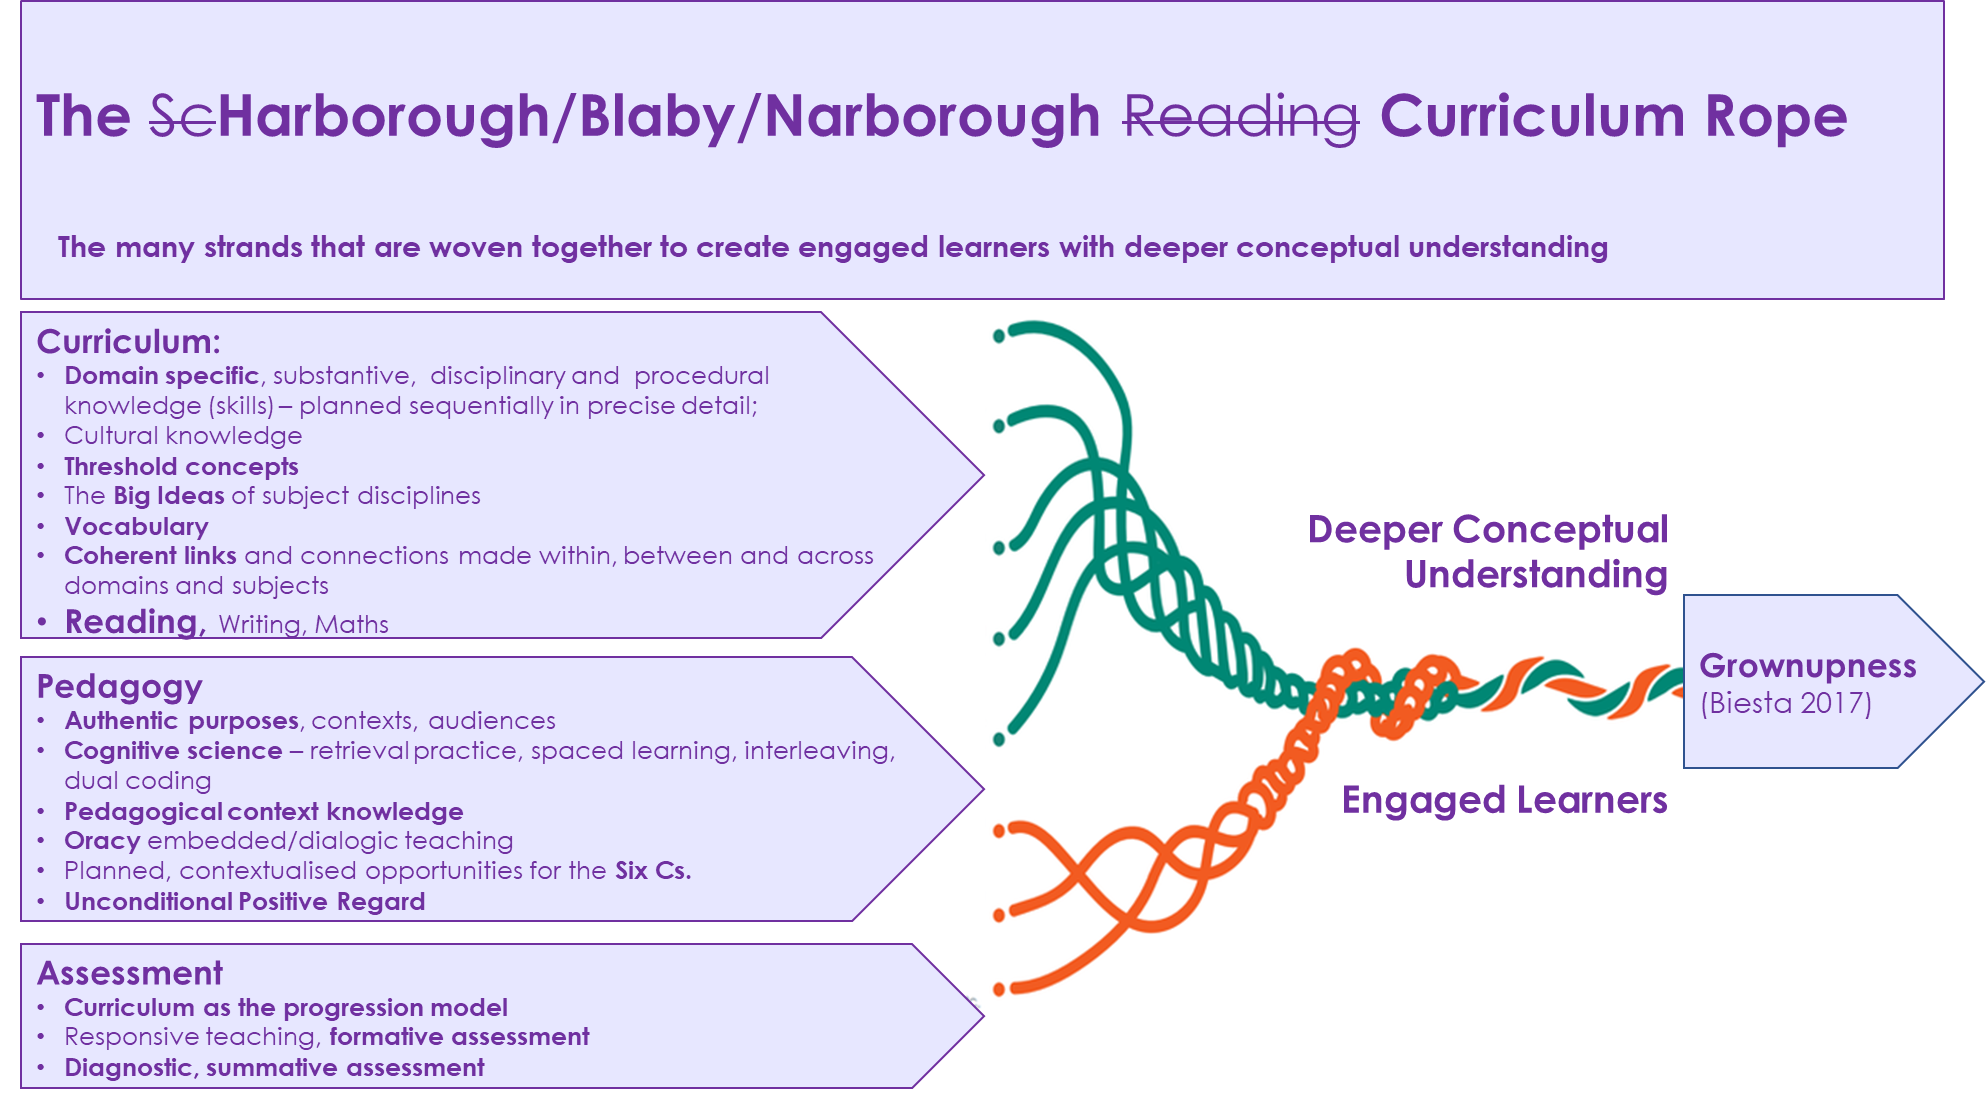 The ScHarborough/Blaby/Narborough Reading Curriculum Rope
The many strands that are woven together to create engaged learners with deeper conceptual understanding
Curriculum:
• Domain specific, substantive, disciplinary and procedural
knowledge (skills) – planned sequentially in precise detail;
• Cultural knowledge
• Threshold concepts
• The Big Ideas of subject disciplines
• Vocabulary
• Coherent links and connections made within, between and across
domains and subjects
• Reading, Writing, Maths
Pedagogy
• Authentic purposes, contexts, audiences
• Cognitive science – retrieval practice, spaced learning, interleaving,
dual coding
• Pedagogical context knowledge
• Oracy embedded/dialogic teaching
• Planned, contextualised opportunities for the Six Cs.
• Unconditional Positive Regard
Assessment
• Curriculum as the progression model
• Responsive teaching, formative assessment
• Diagnostic, summative assessment
Deeper Conceptual
Understanding
Engaged Learners
Grownupness
(Biesta 2017)